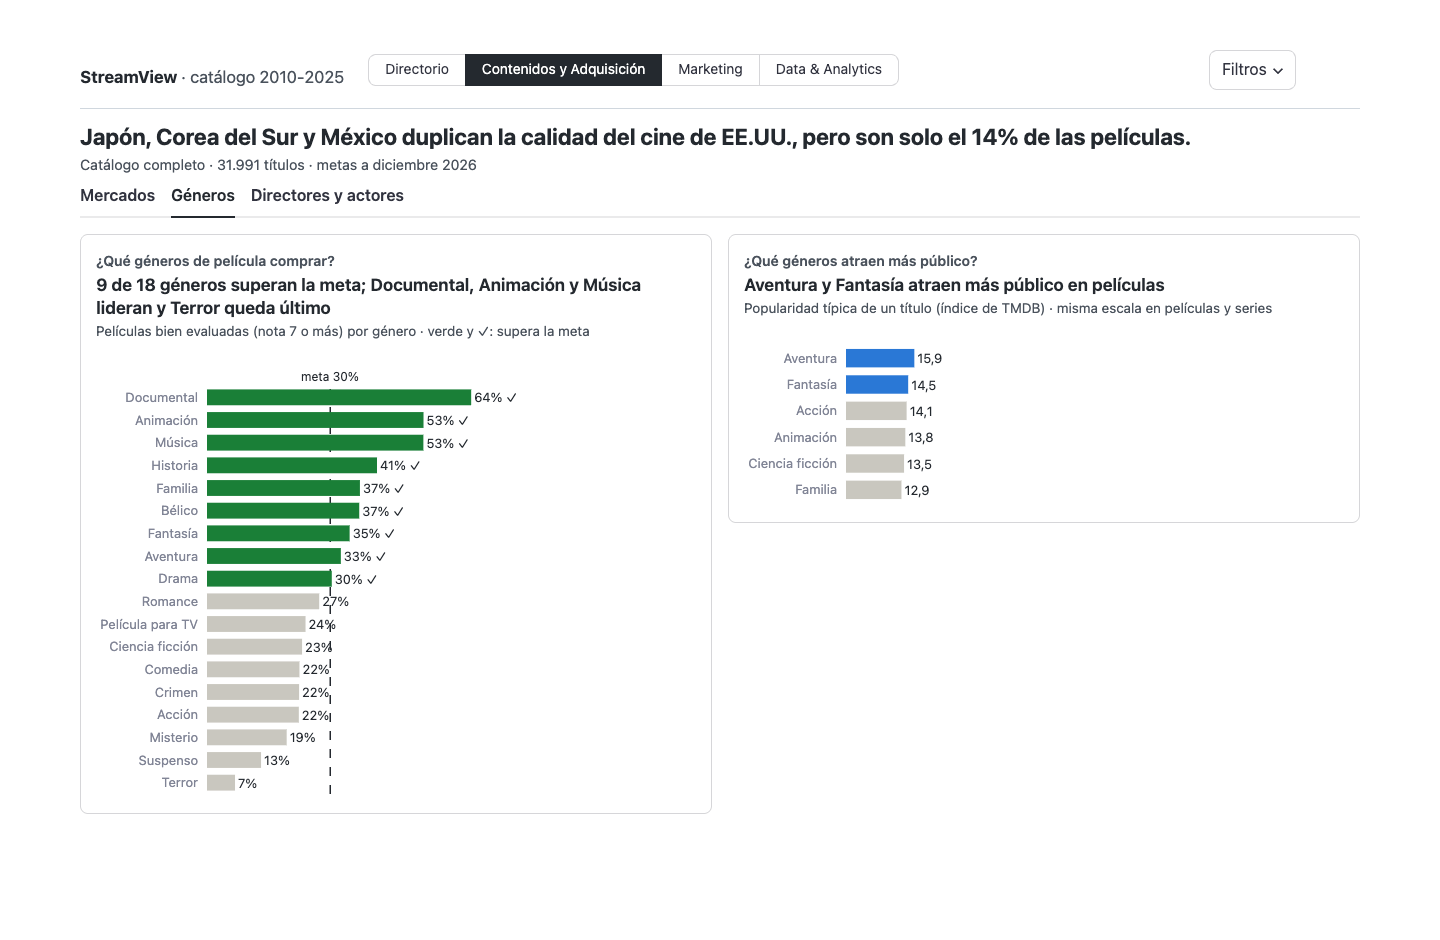 StreamView · catálogo 2010-2025
Directorio
Contenidos y Adquisición
Marketing
Data & Analytics
Filtros
Japón, Corea del Sur y México duplican la calidad del cine de EE.UU., pero son solo el 14% de las películas.
Catálogo completo · 31.991 títulos · metas a diciembre 2026
Mercados
Géneros
Directores y actores
¿Qué géneros de película comprar?
9 de 18 géneros superan la meta; Documental, Animación y Música
lideran y Terror queda último
Películas bien evaluadas (nota 7 o más) por género · verde y ✓: supera la meta
meta 30%
Documental 64% ✓
Animación 53% ✓
Música 53% ✓
Historia 41% ✓
Familia 37% ✓
Bélico 37% ✓
Fantasía 35% ✓
Aventura 33% ✓
Drama 30% ✓
Romance 27%
Película para TV 24%
Ciencia ficción 23%
Comedia 22%
Crimen 22%
Acción 22%
Misterio 19%
Suspenso 13%
Terror 7%
¿Qué géneros atraen más público?
Aventura y Fantasía atraen más público en películas
Popularidad típica de un título (índice de TMDB) · misma escala en películas y series
Aventura 15,9
Fantasía 14,5
Acción 14,1
Animación 13,8
Ciencia ficción 13,5
Familia 12,9